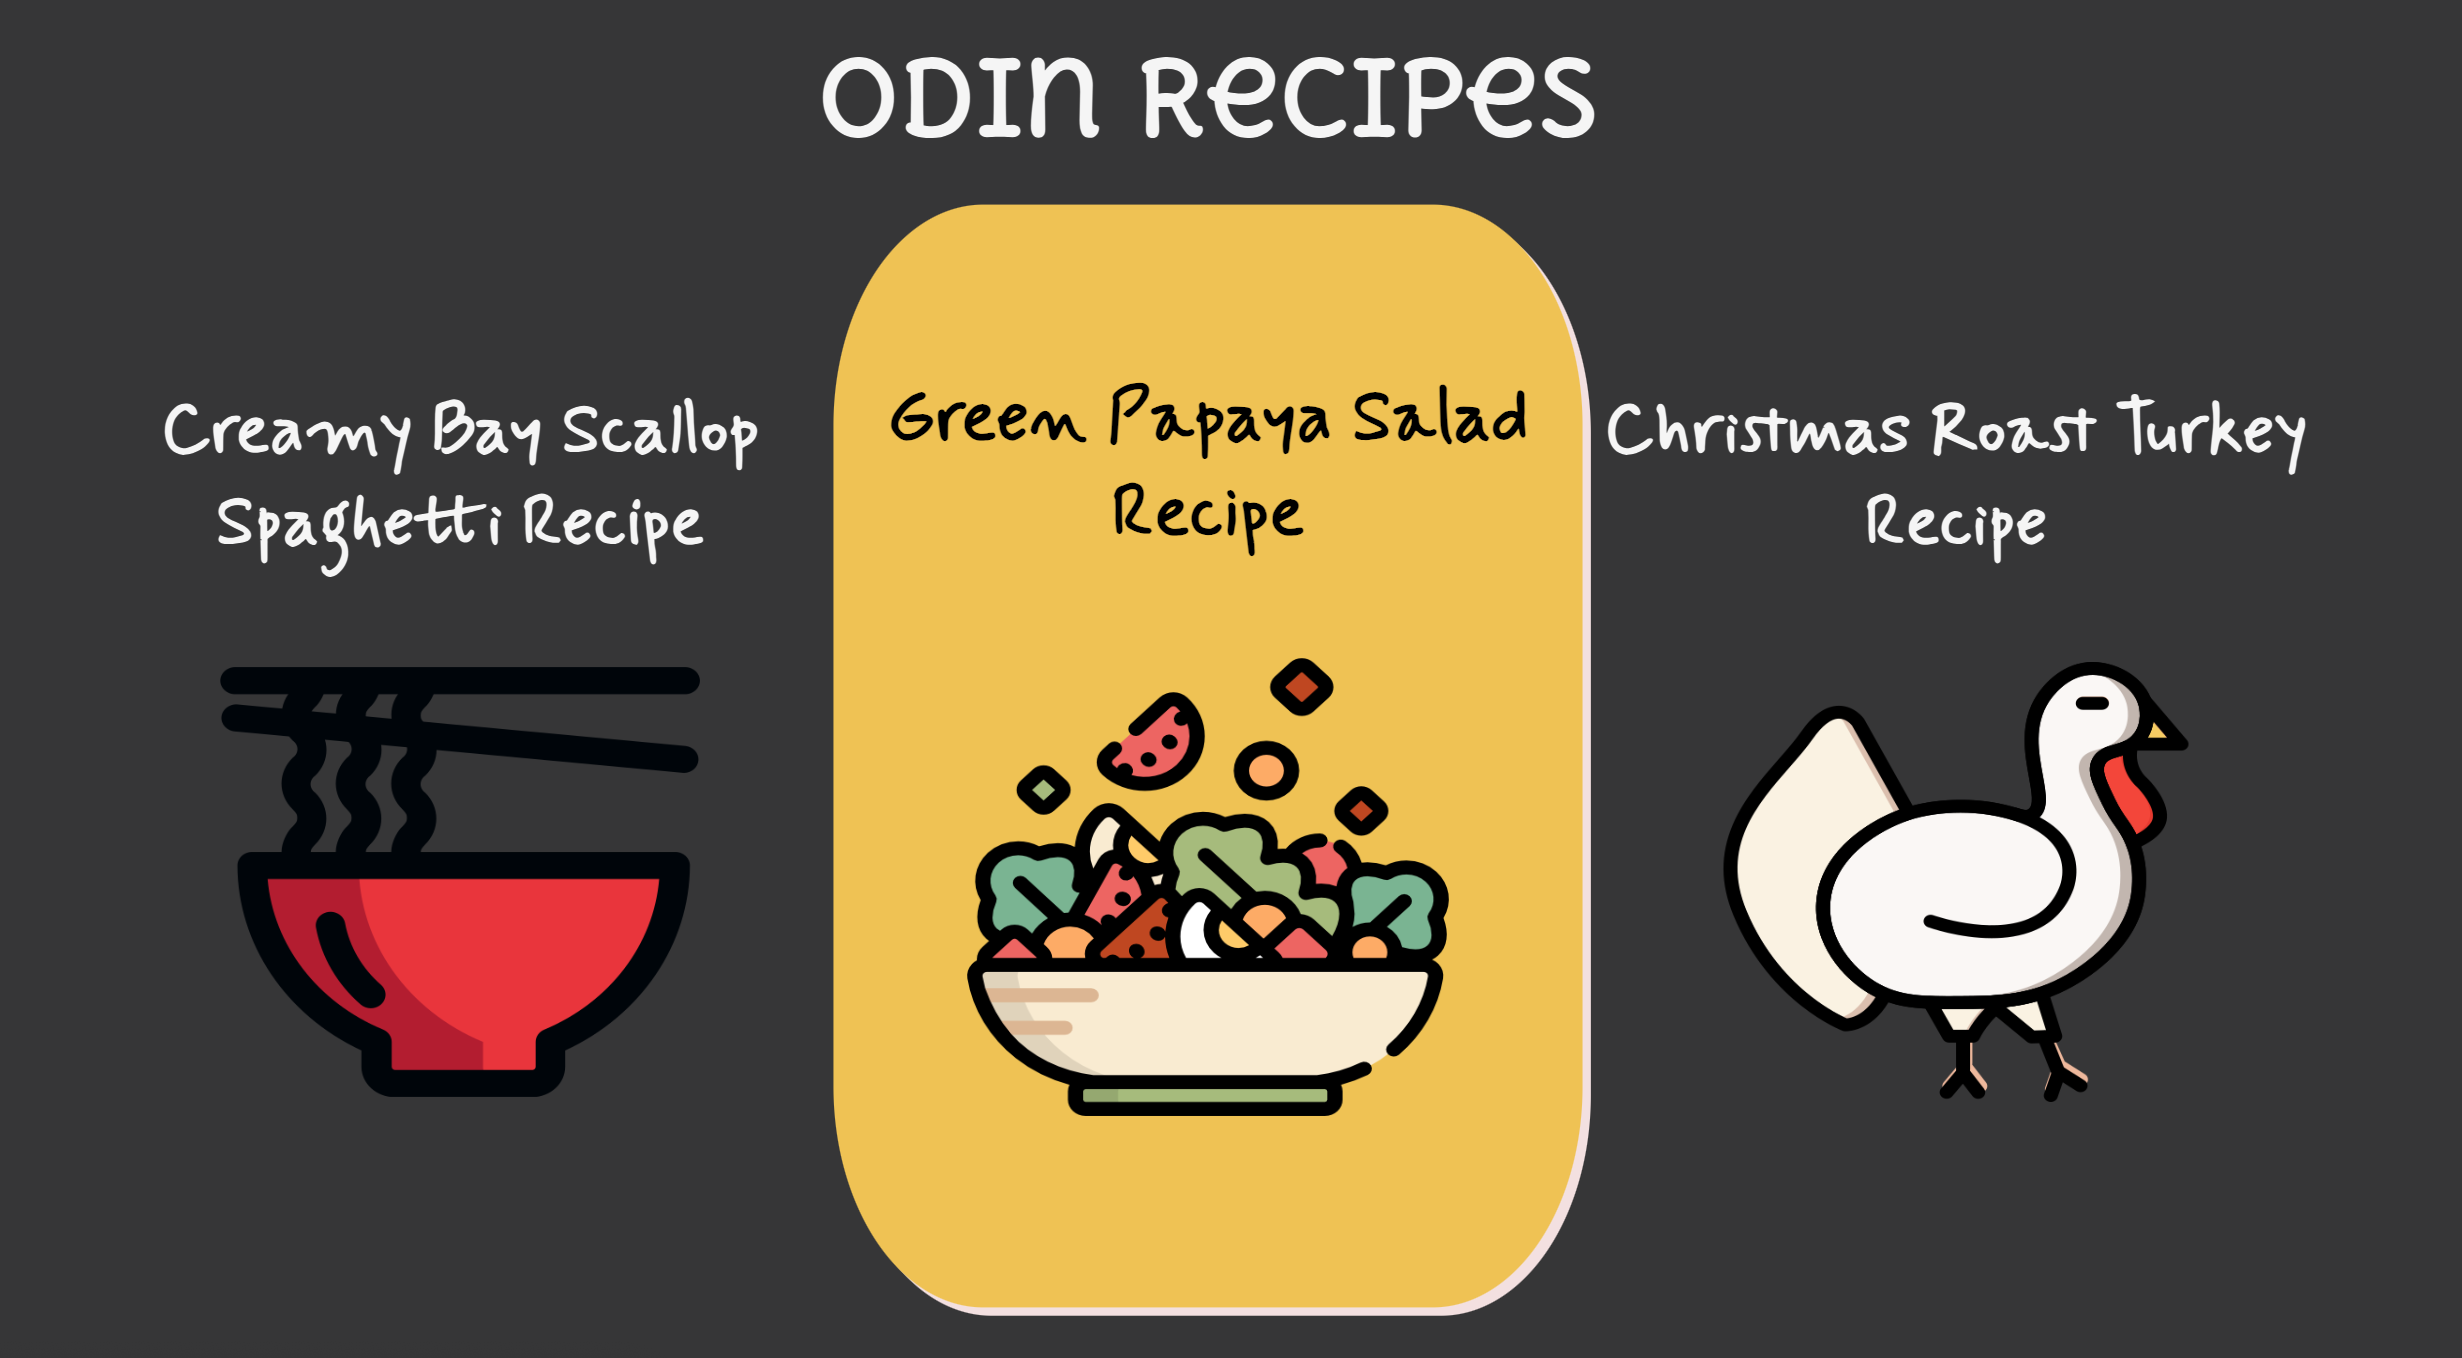 ODIN RECIPES
Creamy Bay Scallop
Spaghetti Recipe
Green Papaya Salad
Recipe
Christmas Roast Turkey
Recipe